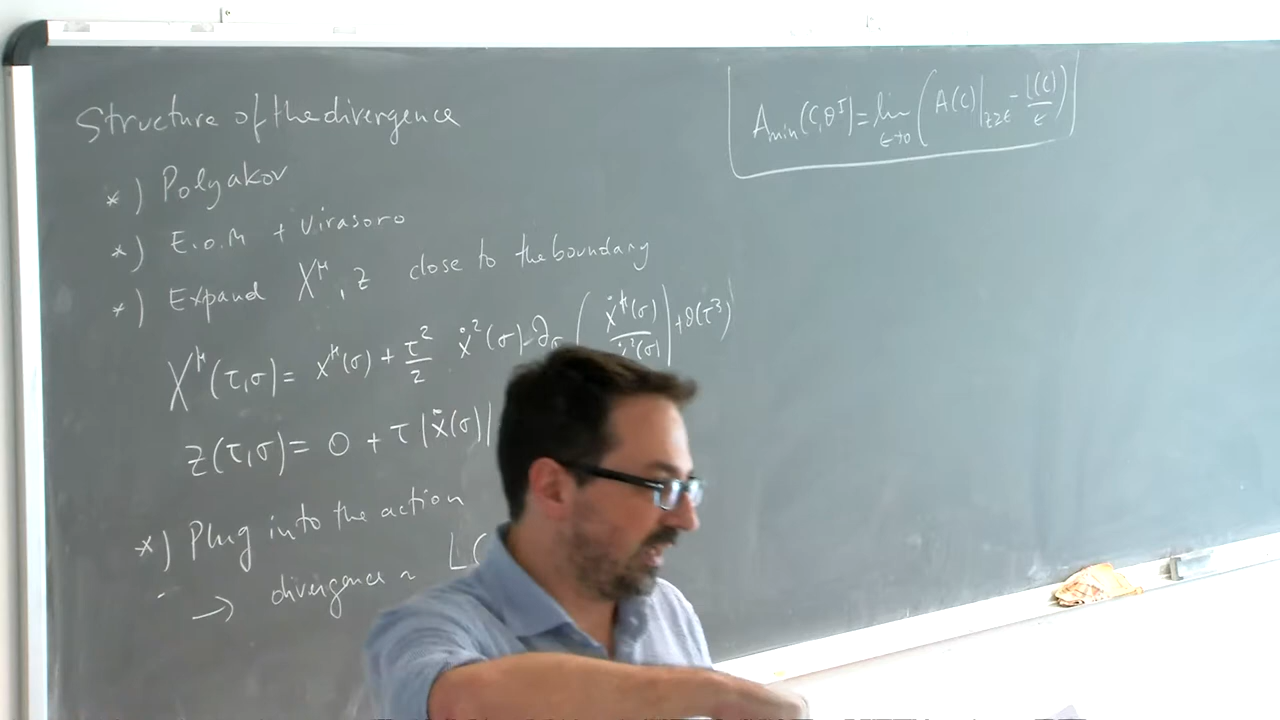 Structure of the divergence
*) Polyakov
*) E.o.M + Virasoro
*) Expand X^μ, z close to the boundary
X^μ(τ,σ) = x^μ(σ) + τ²/2 ẋ²(σ) ∂_σ (ẋ^μ(σ)/ẋ²(σ)) + O(τ³)
z(τ,σ) = 0 + τ|ẋ(σ)|
*) Plug into the action
→ divergence ~ L(
A_min(C,θ^I) = lim_{ε→0} (A(C)|_{z≥ε} - L(C)/ε)